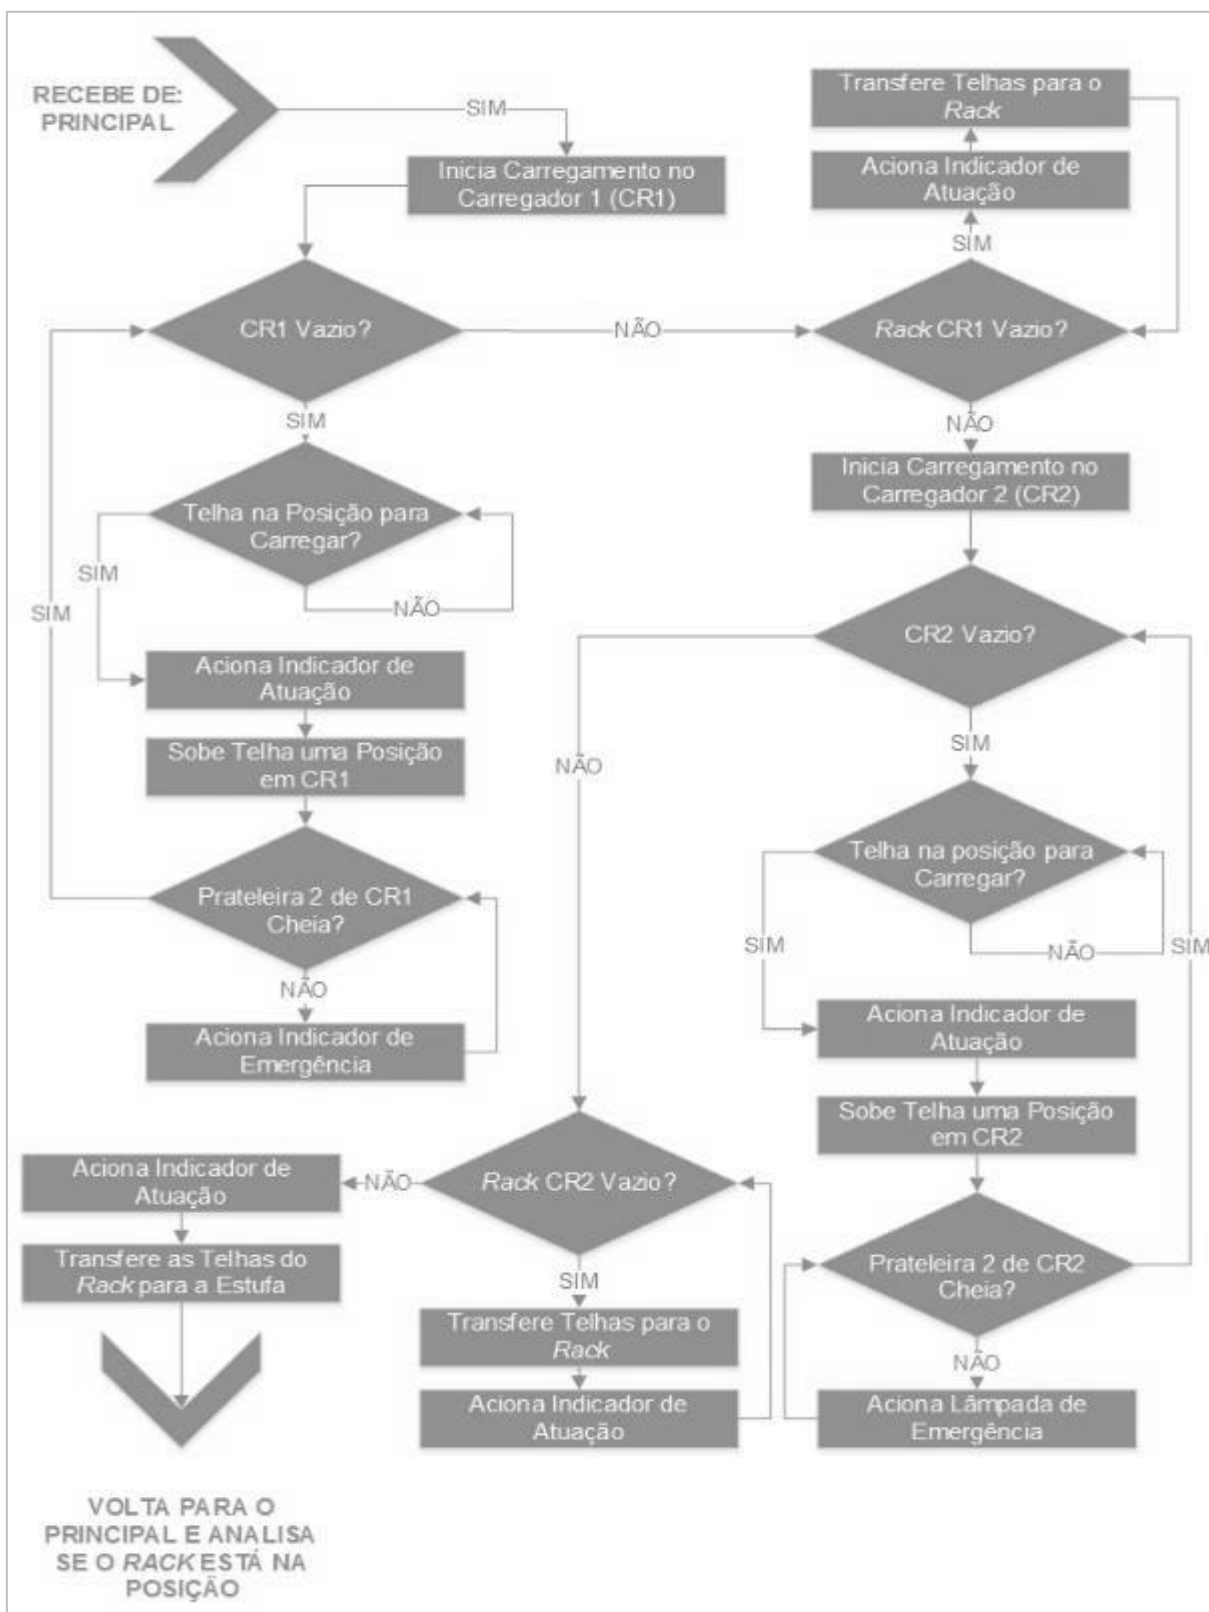 RECEBE DE:
PRINCIPAL
SIM
Inicia Carregamento no
Carregador 1 (CR1)
Transfere Telhas para o
Rack
Aciona Indicador de
Atuação
SIM
CR1 Vazio?
NÃO
Rack CR1 Vazio?
SIM
NÃO
Telha na Posição para
Carregar?
SIM
NÃO
SIM
Inicia Carregamento no
Carregador 2 (CR2)
CR2 Vazio?
Aciona Indicador de
Atuação
Sobe Telha uma Posição
em CR1
NÃO
SIM
Prateleira 2 de CR1
Cheia?
NÃO
Aciona Indicador de
Emergência
Telha na posição para
Carregar?
SIM
NÃO
SIM
Aciona Indicador de
Atuação
Sobe Telha uma Posição
em CR2
Aciona Indicador de
Atuação
NÃO
Rack CR2 Vazio?
Transfere as Telhas do
Rack para a Estufa
SIM
Prateleira 2 de CR2
Cheia?
Transfere Telhas para o
Rack
NÃO
Aciona Indicador de
Atuação
Aciona Lâmpada de
Emergência
VOLTA PARA O
PRINCIPAL E ANALISA
SE O RACK ESTÁ NA
POSIÇÃO